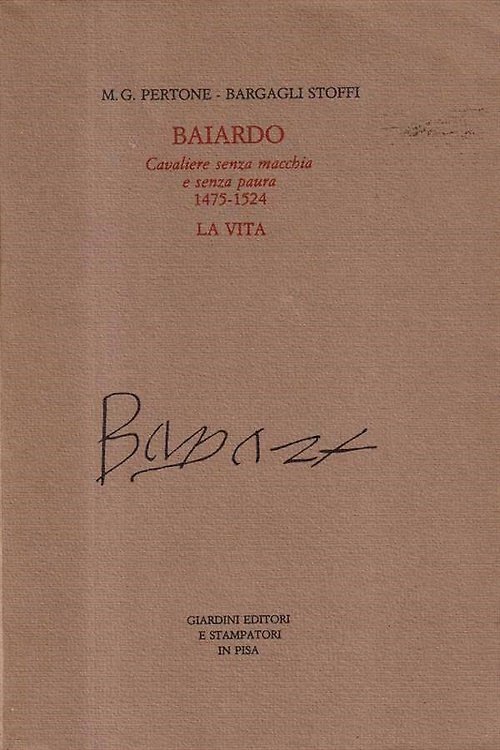 M. G. PERTONE - BARGAGLI STOFFI
BAIARDO
Cavaliere senza macchia
e senza paura
1475-1524
LA VITA
GIARDINI EDITORI
E STAMPATORI
IN PISA